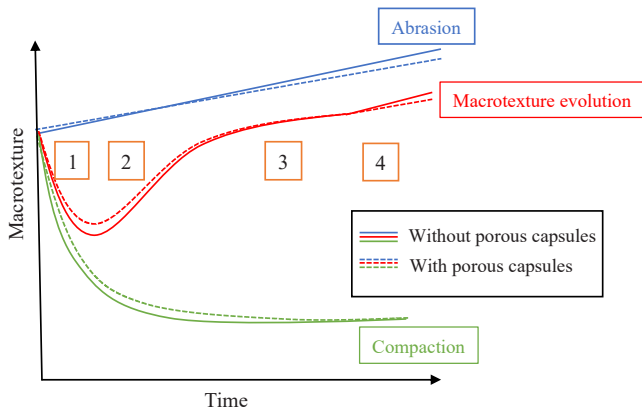 Abrasion
Macrotexture evolution
1
2
3
4
Macrotexture
Without porous capsules
With porous capsules
Compaction
Time